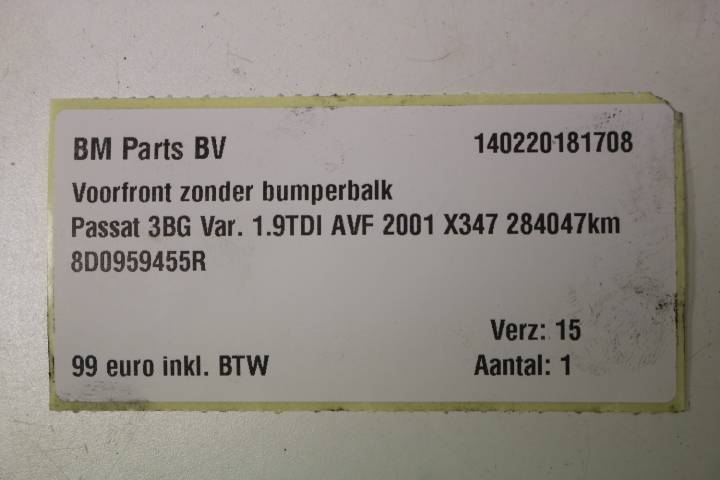 BM Parts BV 140220181708
Voorfront zonder bumperbalk
Passat 3BG Var. 1.9TDI AVF 2001 X347 284047km
8D0959455R
Verz: 15
99 euro inkl. BTW Aantal: 1